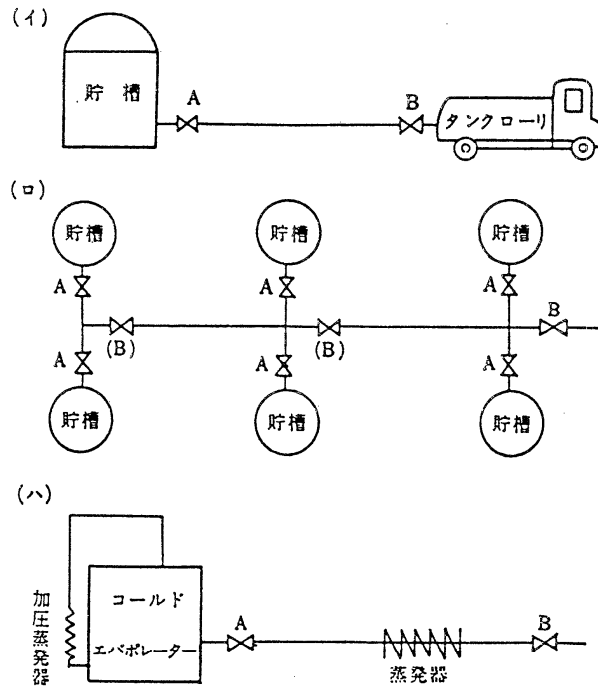 (イ)
貯 槽
A
B
タンクローリ
(ロ)
貯槽
貯槽
貯槽
A
A
A
B
(B)
(B)
A
A
A
貯槽
貯槽
貯槽
(ハ)
加圧蒸発器
コールド
エバポレーター
A
B
蒸発器